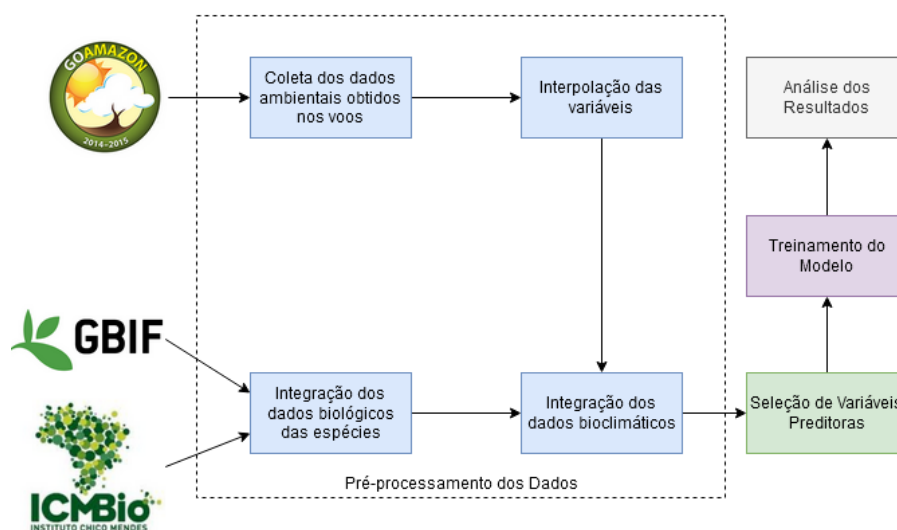 GOAMAZON
2014-2015
Coleta dos dados
ambientais obtidos
nos voos
Interpolação das
variáveis
Análise dos
Resultados
Treinamento do
Modelo
GBIF
Integração dos
dados biológicos
das espécies
Integração dos
dados bioclimáticos
Seleção de Variáveis
Preditoras
ICMBio
INSTITUTO CHICO MENDES
Pré-processamento dos Dados